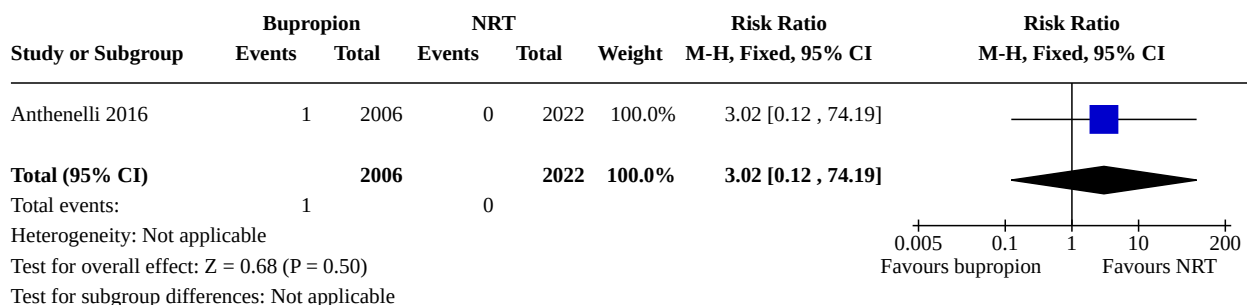 Bupropion NRT Risk Ratio Risk Ratio
Study or Subgroup Events Total Events Total Weight M-H, Fixed, 95% CI M-H, Fixed, 95% CI
Anthenelli 2016 1 2006 0 2022 100.0% 3.02 [0.12 , 74.19]
Total (95% CI) 2006 2022 100.0% 3.02 [0.12 , 74.19]
Total events: 1 0
Heterogeneity: Not applicable
0.005 0.1 1 10 200
Test for overall effect: Z = 0.68 (P = 0.50)
Favours bupropion Favours NRT
Test for subgroup differences: Not applicable